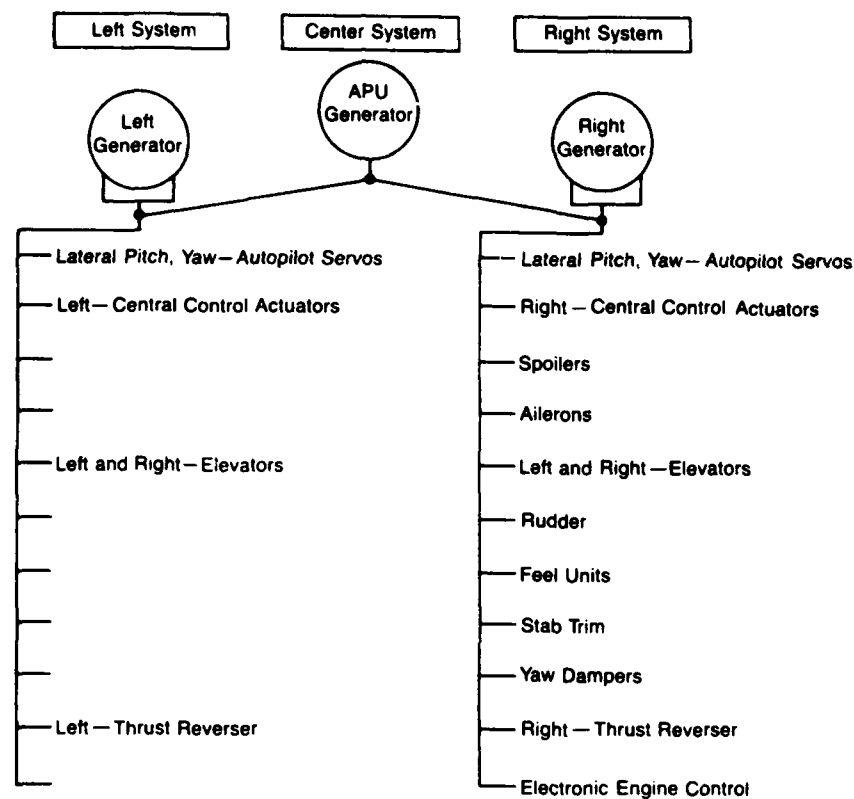 Left System
Center System
Right System
APU
Generator
Left
Generator
Right
Generator
Lateral Pitch, Yaw—Autopilot Servos
Left—Central Control Actuators
Left and Right—Elevators
Left—Thrust Reverser
Lateral Pitch, Yaw—Autopilot Servos
Right—Central Control Actuators
Spoilers
Ailerons
Left and Right—Elevators
Rudder
Feel Units
Stab Trim
Yaw Dampers
Right—Thrust Reverser
Electronic Engine Control